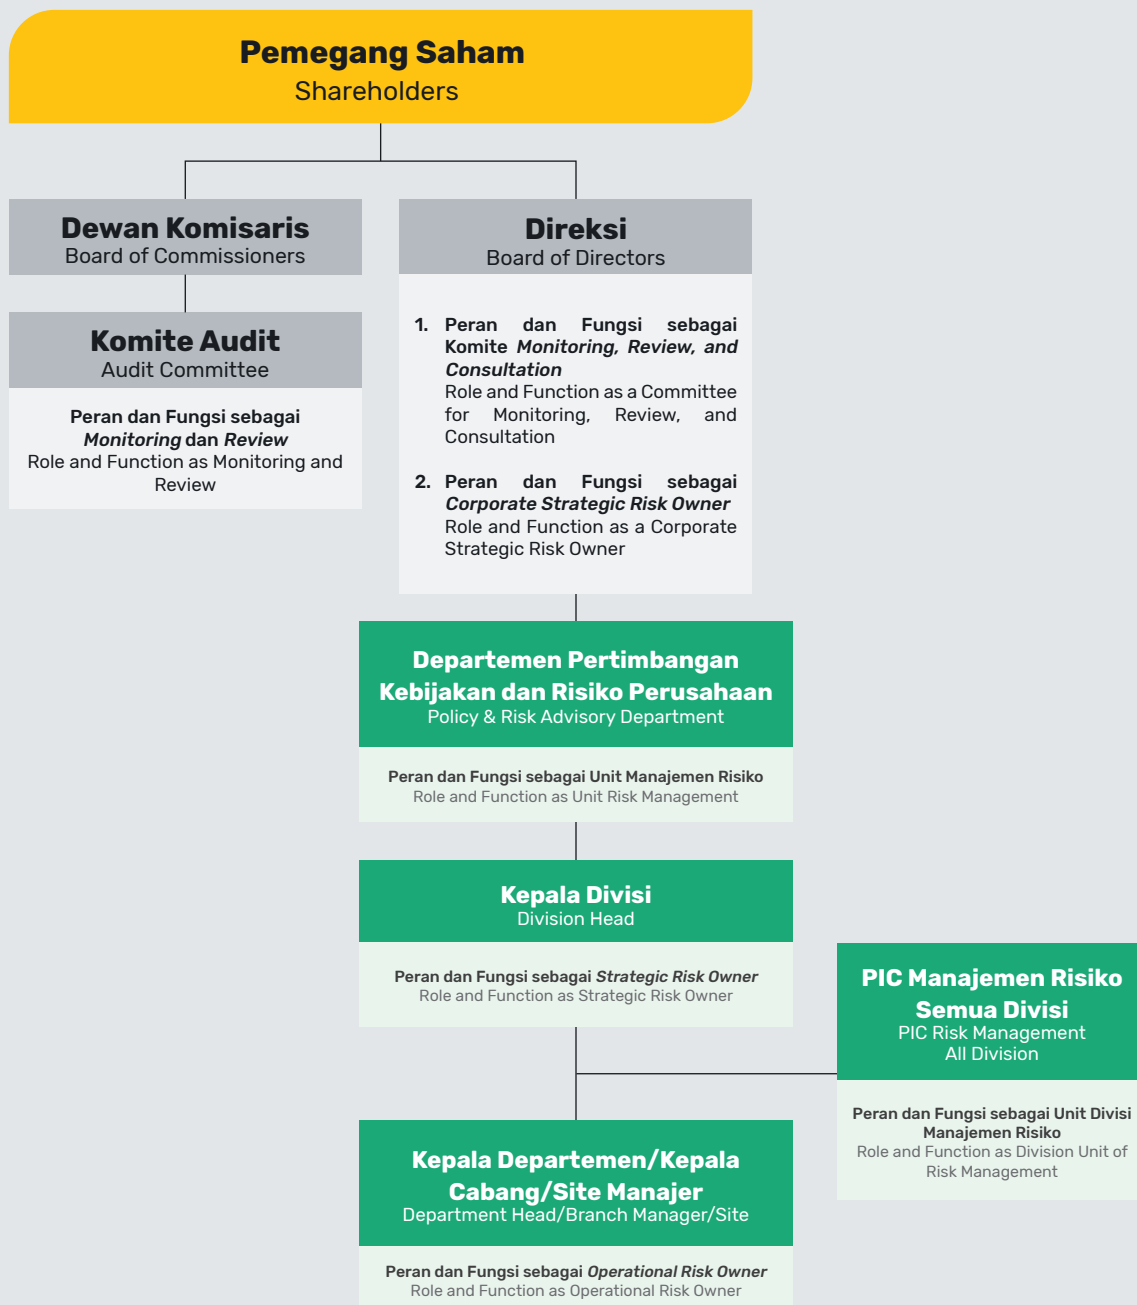 Pemegang Saham
Shareholders
Dewan Komisaris
Board of Commissioners
Komite Audit
Audit Committee
Peran dan Fungsi sebagai
Monitoring dan Review
Role and Function as Monitoring and
Review
Direksi
Board of Directors
1. Peran dan Fungsi sebagai
Komite Monitoring, Review, and
Consultation
Role and Function as a Committee
for Monitoring, Review, and
Consultation
2. Peran dan Fungsi sebagai
Corporate Strategic Risk Owner
Role and Function as a Corporate
Strategic Risk Owner
Departemen Pertimbangan
Kebijakan dan Risiko Perusahaan
Policy & Risk Advisory Department
Peran dan Fungsi sebagai Unit Manajemen Risiko
Role and Function as Unit Risk Management
Kepala Divisi
Division Head
Peran dan Fungsi sebagai Strategic Risk Owner
Role and Function as Strategic Risk Owner
PIC Manajemen Risiko
Semua Divisi
PIC Risk Management
All Division
Peran dan Fungsi sebagai Unit Divisi
Manajemen Risiko
Role and Function as Division Unit of
Risk Management
Kepala Departemen/Kepala
Cabang/Site Manajer
Department Head/Branch Manager/Site
Peran dan Fungsi sebagai Operational Risk Owner
Role and Function as Operational Risk Owner